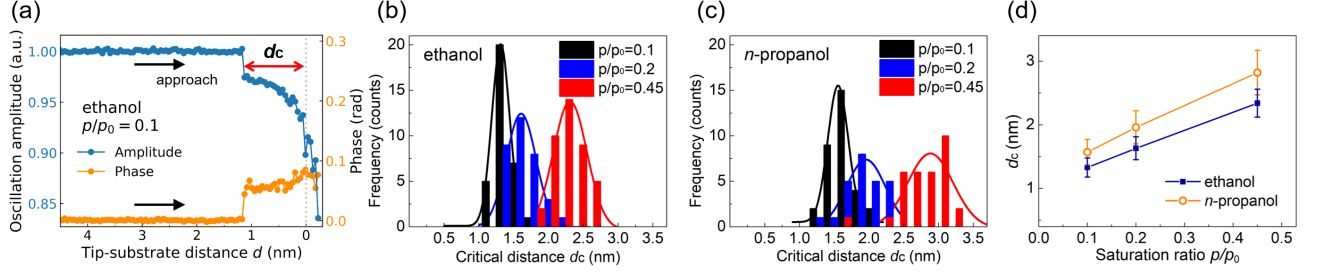 (a)
Oscillation amplitude (a.u.)
1.00
0.95
0.90
0.85
dc
approach
ethanol
p/p₀ = 0.1
Amplitude
Phase
0.3
0.2
0.1
0.0
Phase (rad)
4
3
2
1
0
Tip-substrate distance d (nm)
(b)
Frequency (counts)
20
15
10
5
0
ethanol
p/p₀=0.1
p/p₀=0.2
p/p₀=0.45
0.5
1.0
1.5
2.0
2.5
3.0
3.5
Critical distance dc (nm)
(c)
Frequency (counts)
20
15
10
5
0
n-propanol
p/p₀=0.1
p/p₀=0.2
p/p₀=0.45
0.5
1.0
1.5
2.0
2.5
3.0
3.5
Critical distance dc (nm)
(d)
dc (nm)
3
2
1
ethanol
n-propanol
0.0
0.1
0.2
0.3
0.4
0.5
Saturation ratio p/p₀